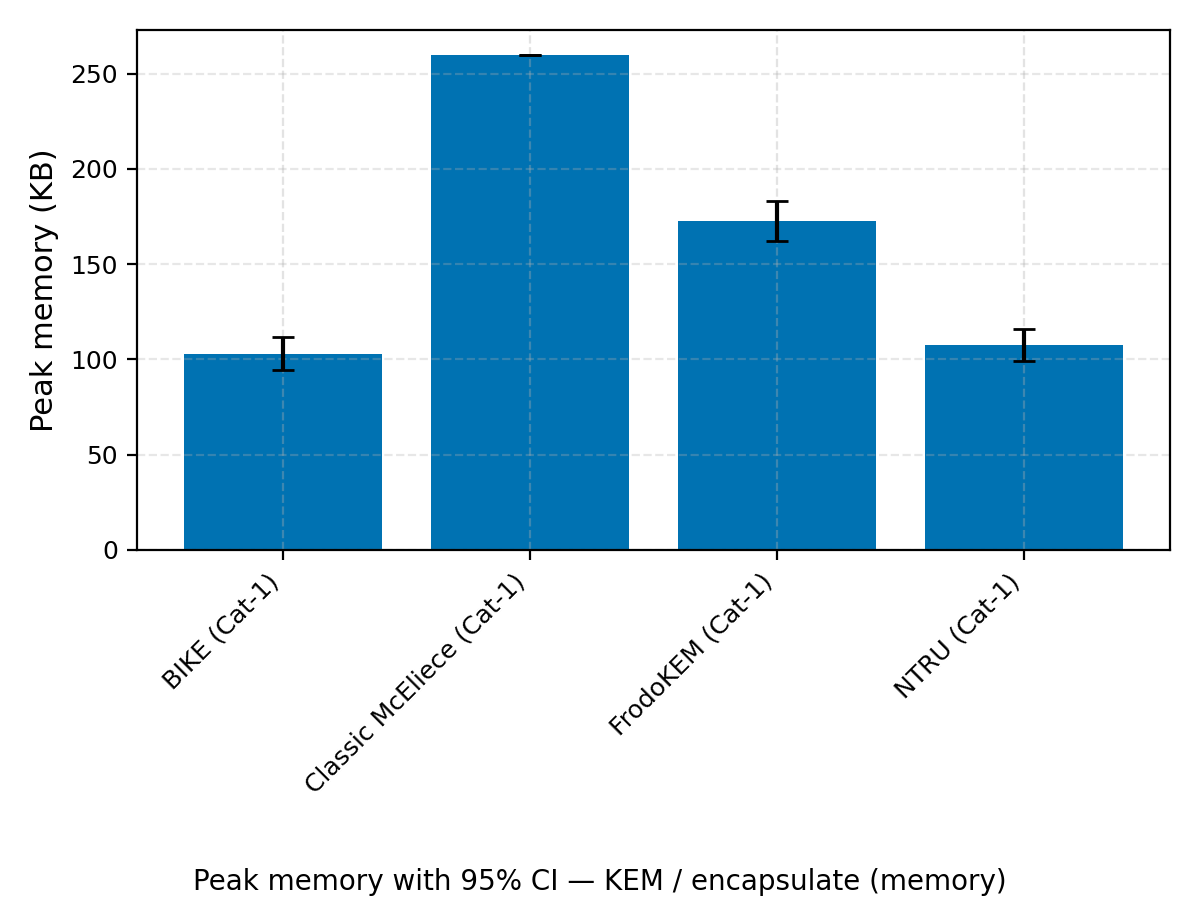 Peak memory (KB)
250
200
150
100
50
0
BIKE (Cat-1)
Classic McEliece (Cat-1)
FrodoKEM (Cat-1)
NTRU (Cat-1)
Peak memory with 95% CI — KEM / encapsulate (memory)